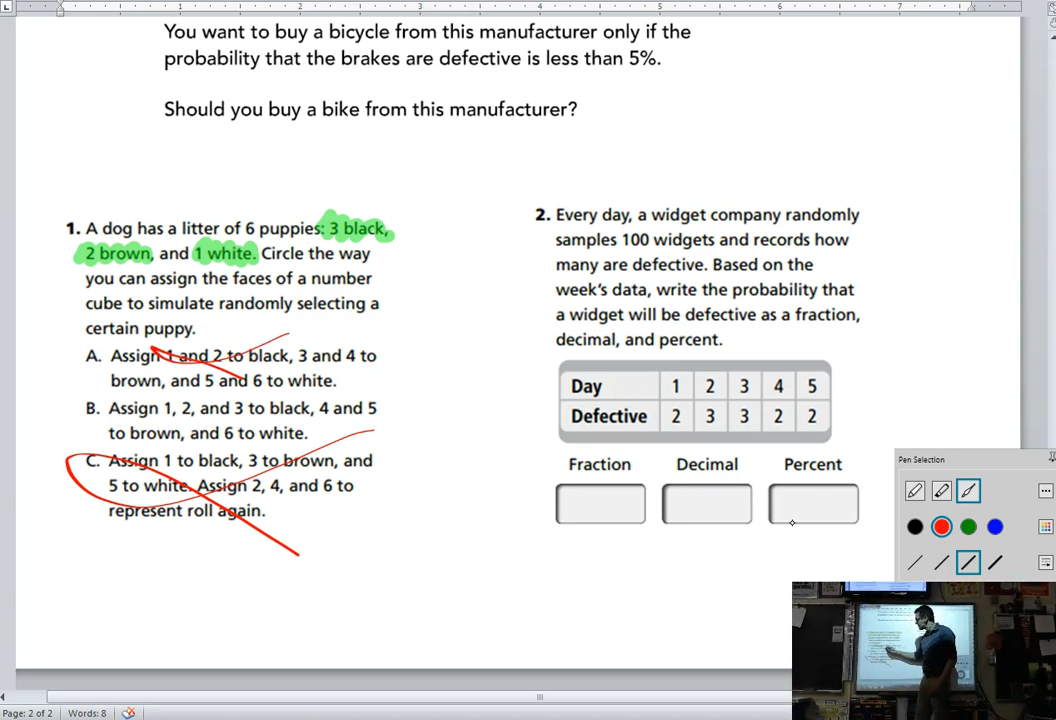 You want to buy a bicycle from this manufacturer only if the
probability that the brakes are defective is less than 5%.
Should you buy a bike from this manufacturer?
1. A dog has a litter of 6 puppies: 3 black,
2 brown, and 1 white. Circle the way
you can assign the faces of a number
cube to simulate randomly selecting a
certain puppy.
A. Assign 1 and 2 to black, 3 and 4 to
brown, and 5 and 6 to white.
B. Assign 1, 2, and 3 to black, 4 and 5
to brown, and 6 to white.
C. Assign 1 to black, 3 to brown, and
5 to white. Assign 2, 4, and 6 to
represent roll again.
2. Every day, a widget company randomly
samples 100 widgets and records how
many are defective. Based on the
week's data, write the probability that
a widget will be defective as a fraction,
decimal, and percent.
Day 1 2 3 4 5
Defective 2 3 3 2 2
Fraction Decimal Percent
Pen Selection
Page: 2 of 2 Words: 8
1 2 4 5 6 7